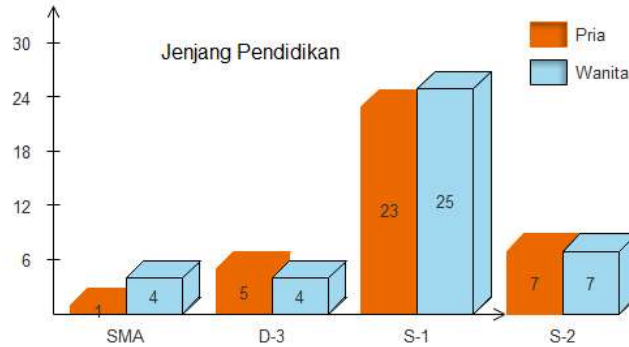 Jenjang Pendidikan
Pria
Wanita
30
24
18
12
6
1
4
5
4
23
25
7
7
SMA
D-3
S-1
S-2